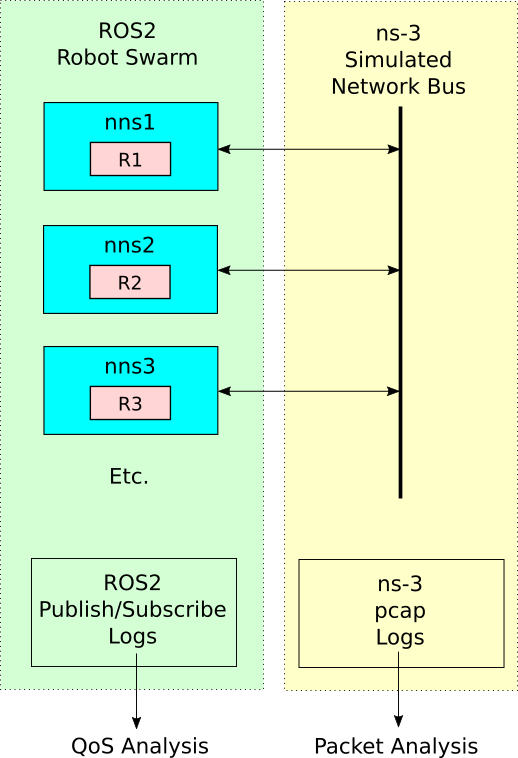 ROS2
Robot Swarm
nns1
R1
nns2
R2
nns3
R3
Etc.
ROS2
Publish/Subscribe
Logs
QoS Analysis
ns-3
Simulated
Network Bus
ns-3
pcap
Logs
Packet Analysis